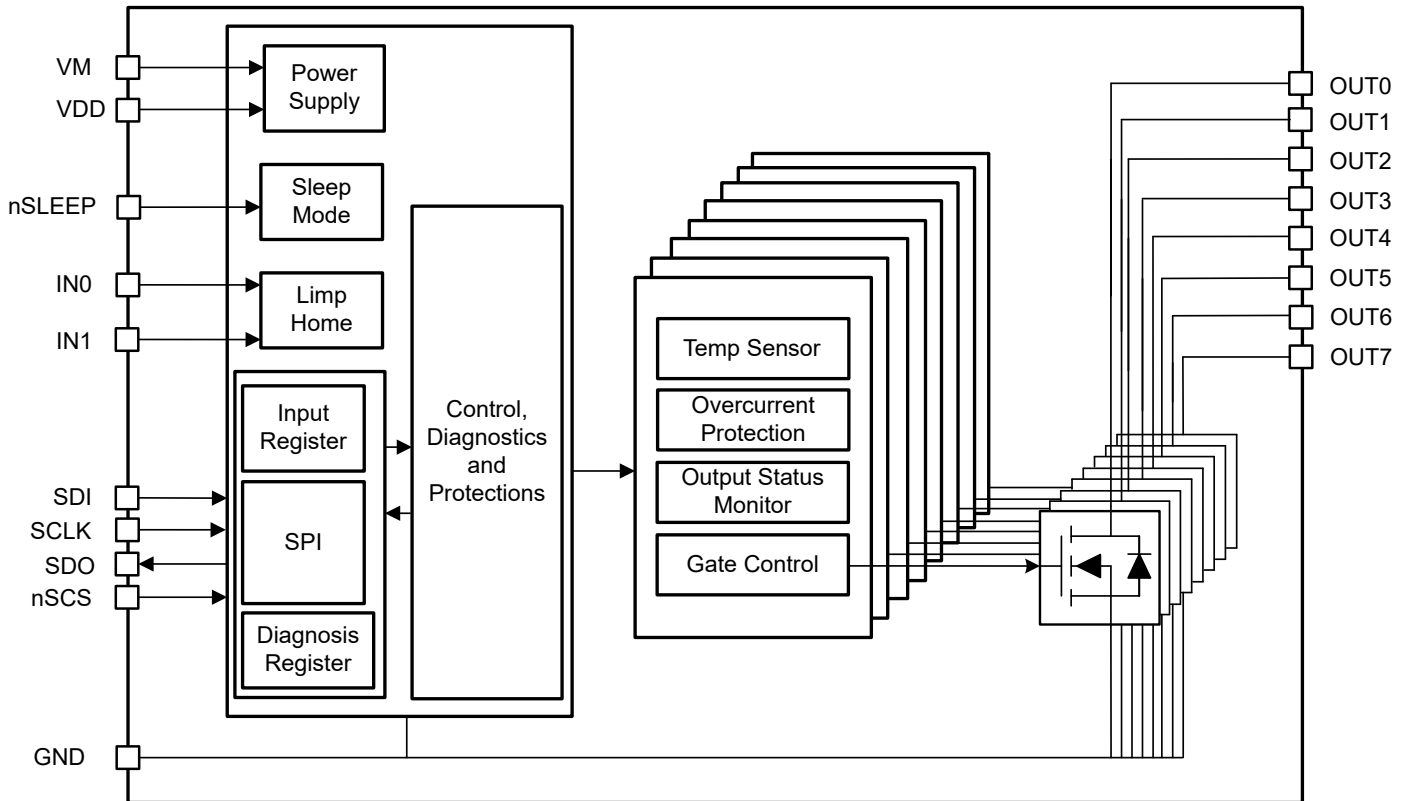 VM
VDD
nSLEEP
IN0
IN1
SDI
SCLK
SDO
nSCS
GND
Power
Supply
Sleep
Mode
Limp
Home
Input
Register
SPI
Diagnosis
Register
Control,
Diagnostics
and
Protections
Temp Sensor
Overcurrent
Protection
Output Status
Monitor
Gate Control
OUT0
OUT1
OUT2
OUT3
OUT4
OUT5
OUT6
OUT7